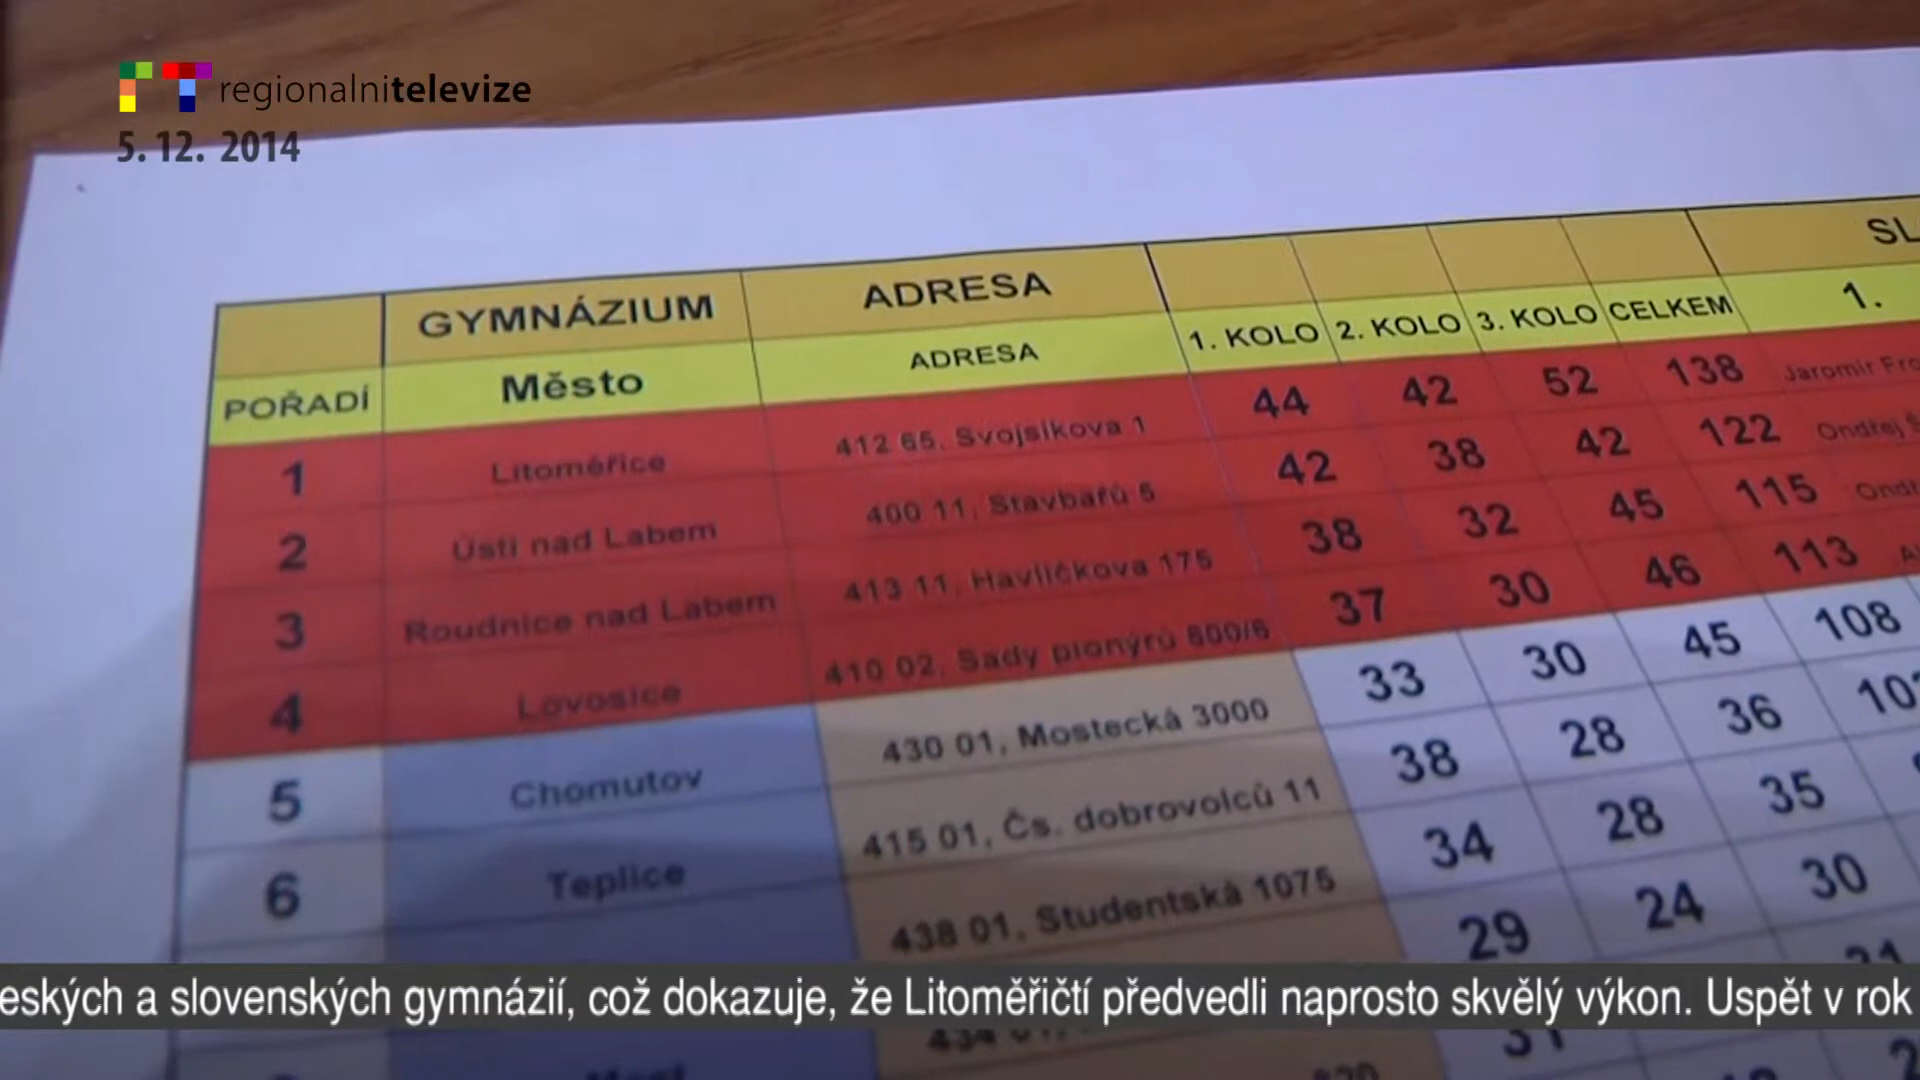 regionalnitelevize
5. 12. 2014
GYMNÁZIUM ADRESA SL
POŘADÍ Město ADRESA 1. KOLO 2. KOLO 3. KOLO CELKEM 1.
1 Litoměřice 412 65, Svojsíkova 1 44 42 52 138 Jaromír Fro
2 Ústí nad Labem 400 11, Stavbařů 5 42 38 42 122 Ondřej Š
3 Roudnice nad Labem 413 11, Havlíčkova 175 38 32 45 115 Ondř
4 Lovosice 410 02, Sady pionýrů 600/6 37 30 46 113
5 Chomutov 430 01, Mostecká 3000 33 30 45 108
6 Teplice 415 01, Čs. dobrovolců 11 38 28 36 10
438 01, Studentská 1075 34 28 35
29 24 30
eských a slovenských gymnázií, což dokazuje, že Litoměřičtí předvedli naprosto skvělý výkon. Uspět v rok